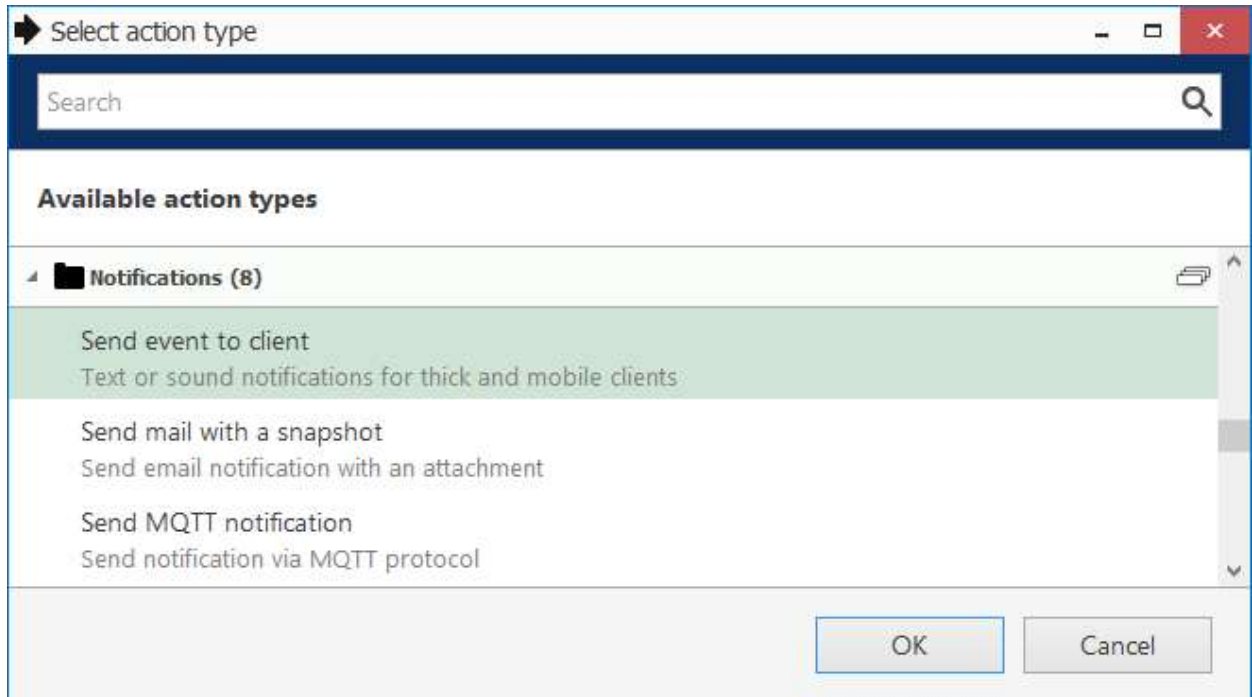 Select action type
Search
Available action types
Notifications (8)
Send event to client
Text or sound notifications for thick and mobile clients
Send mail with a snapshot
Send email notification with an attachment
Send MQTT notification
Send notification via MQTT protocol
OK Cancel